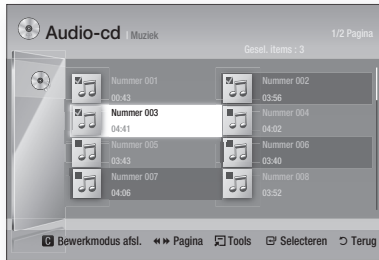 Audio-cd | Muziek
1/2 Pagina
Gesel. items : 3
Nummer 001
00:43
Nummer 002
03:56
Nummer 003
04:41
Nummer 004
04:02
Nummer 005
03:43
Nummer 006
03:40
Nummer 007
04:06
Nummer 008
03:52
C Bewerkmodus afsl. Pagina Tools Selecteren Terug